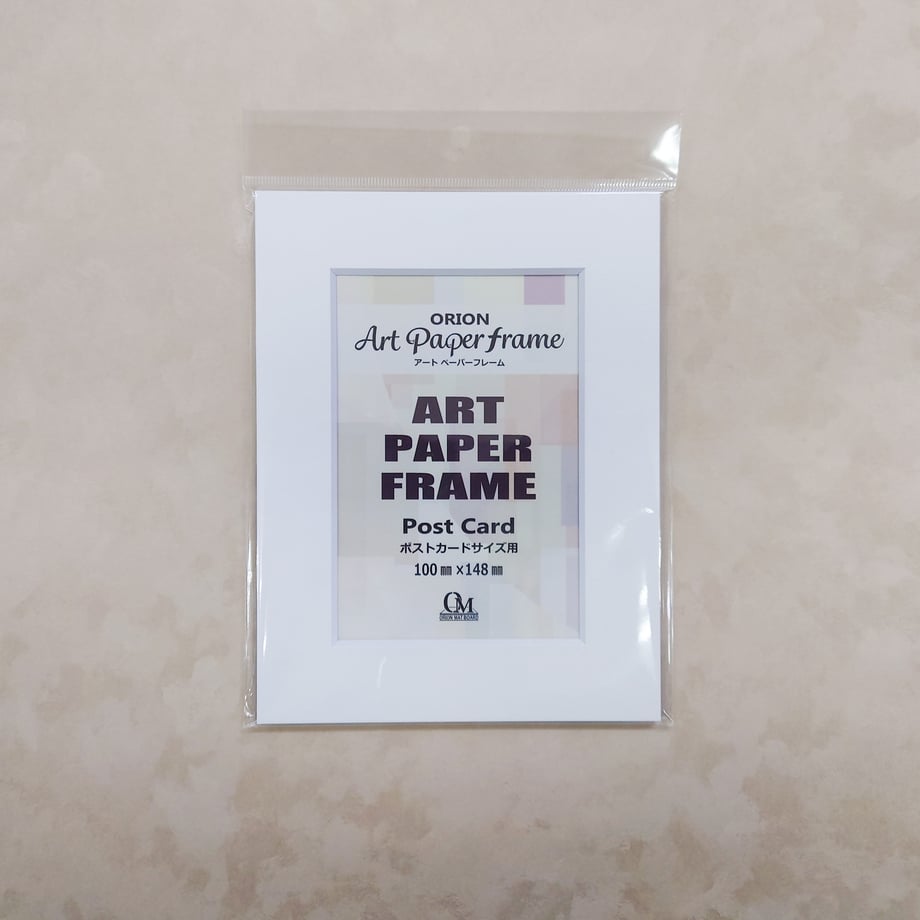 ORION
Art Paper frame
アート ペーパーフレーム
ART
PAPER
FRAME
Post Card
ポストカードサイズ用
100㎜×148㎜
OM
ORION MAT BOARD